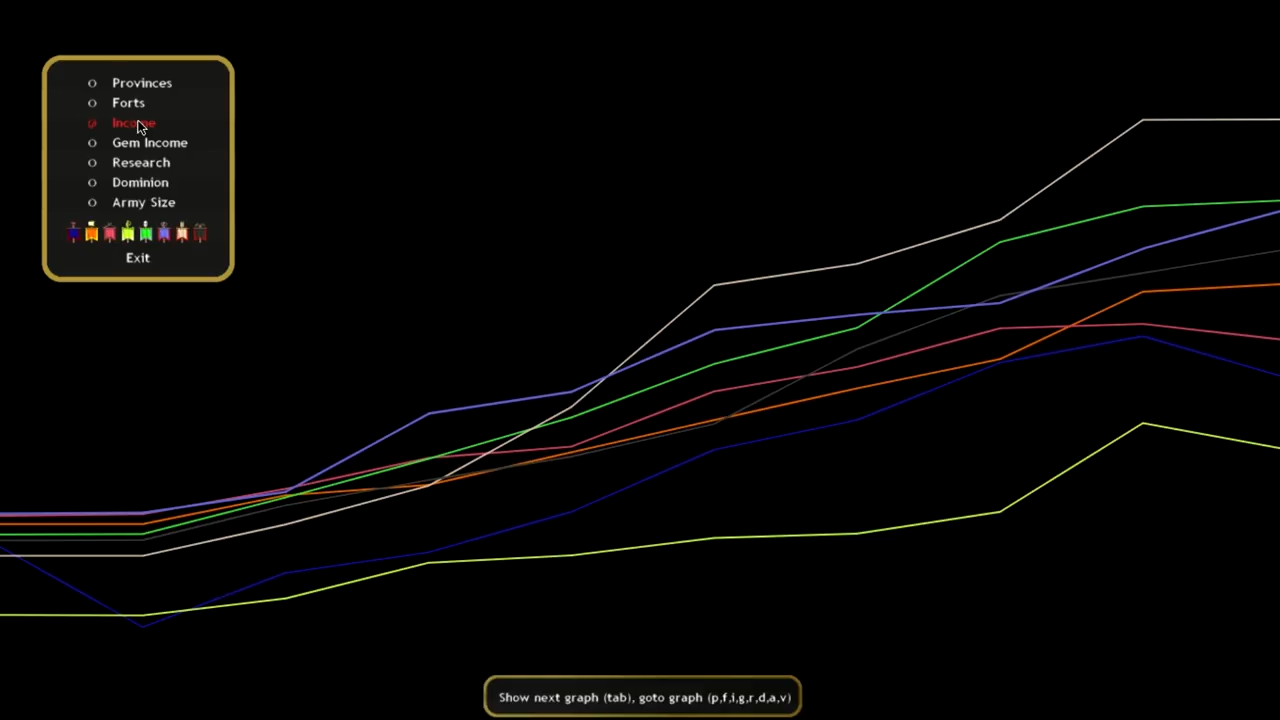 Provinces
Forts
Income
Gem Income
Research
Dominion
Army Size
Exit
Show next graph (tab), goto graph (p,f,i,g,r,d,a,v)